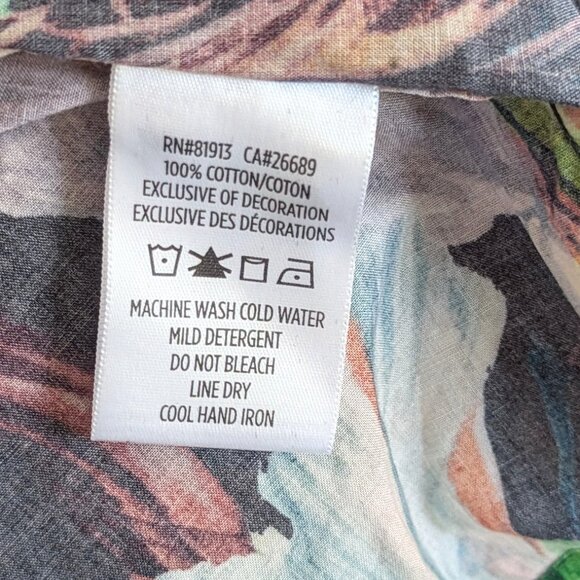 RN#81913 CA#26689
100% COTTON/COTON
EXCLUSIVE OF DECORATION
EXCLUSIVE DES DÉCORATIONS
MACHINE WASH COLD WATER
MILD DETERGENT
DO NOT BLEACH
LINE DRY
COOL HAND IRON